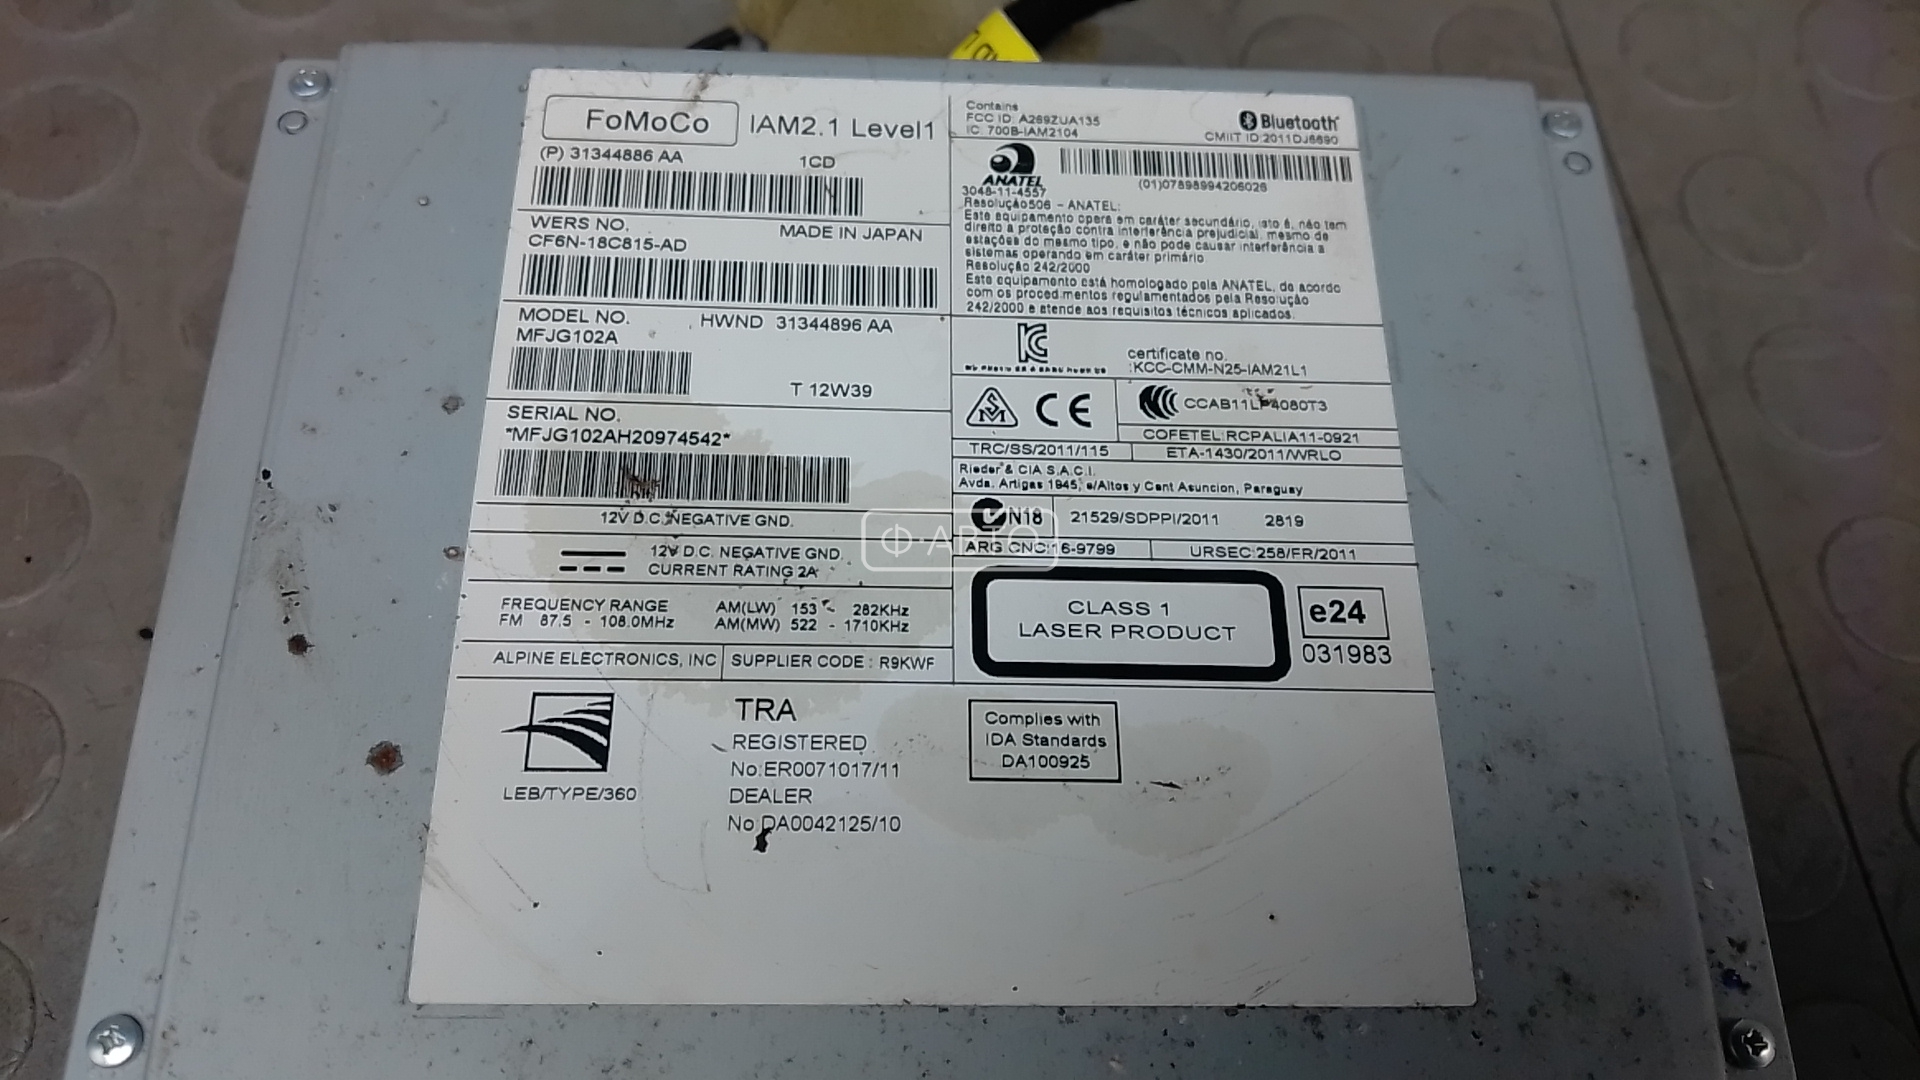 FoMoCo IAM2.1 Level1
(P) 31344886 AA 1CD
WERS NO. MADE IN JAPAN
CF6N-18C815-AD
MODEL NO. HWND 31344896 AA
MFJG102A
T 12W39
SERIAL NO.
*MFJG102AH20974542*
12V D.C. NEGATIVE GND.
12V D.C. NEGATIVE GND.
CURRENT RATING 2A
FREQUENCY RANGE AM(LW) 153 - 282KHz
FM 87.5 - 108.0MHz AM(MW) 522 - 1710KHz
ALPINE ELECTRONICS, INC SUPPLIER CODE : R9KWF
LEB/TYPE/360
TRA
REGISTERED
No:ER0071017/11
DEALER
No:DA0042125/10
Contains
FCC ID: A269ZUA135
IC: 700B-IAM2104
Bluetooth
CMIIT ID:2011DJ6690
ANATEL
3048-11-4557
(01)07898994206026
Resolução506 - ANATEL:
Este equipamento opera em caráter secundário, isto é, não tem
direito a proteção contra interferência prejudicial, mesmo de
estações do mesmo tipo, e não pode causar interferência a
sistemas operando em caráter primário
Resolução 242/2000
Este equipamento está homologado pela ANATEL, de acordo
com os procedimentos regulamentados pela Resolução
242/2000 e atende aos requisitos técnicos aplicados.
certificate no.
:KCC-CMM-N25-IAM21L1
CE
CCAB11LP4080T3
COFETEL:RCPALIA11-0921
TRC/SS/2011/115 ETA-1430/2011/WRLO
Rieder & CIA S.A.C.I.
Avda. Artigas 1945, e/Altos y Cant Asuncion, Paraguay
N18 21529/SDPPI/2011 2819
ARG CNC:16-9799 URSEC:258/FR/2011
Ф·АВТО
CLASS 1
LASER PRODUCT
e24
031983
Complies with
IDA Standards
DA100925